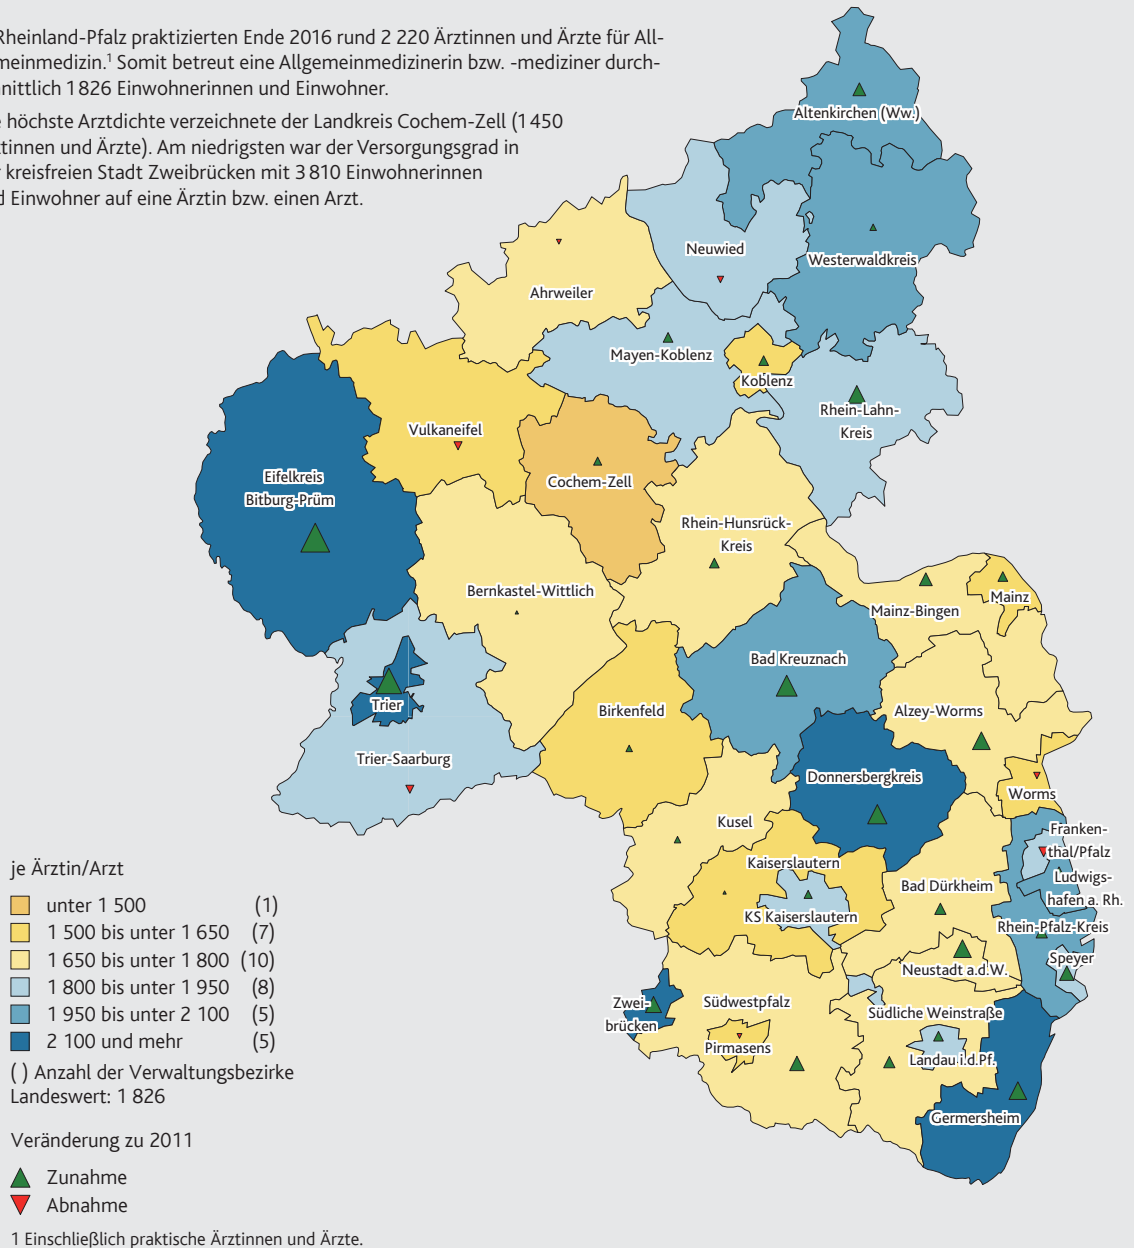 Rheinland-Pfalz praktizierten Ende 2016 rund 2 220 Ärztinnen und Ärzte für All-
meinmedizin.¹ Somit betreut eine Allgemeinmedizinerin bzw. -mediziner durch-
nittlich 1 826 Einwohnerinnen und Einwohner.
höchste Arztdichte verzeichnete der Landkreis Cochem-Zell (1 450
tinnen und Ärzte). Am niedrigsten war der Versorgungsgrad in
kreisfreien Stadt Zweibrücken mit 3 810 Einwohnerinnen
d Einwohner auf eine Ärztin bzw. einen Arzt.
Altenkirchen (Ww.)
Neuwied
Westerwaldkreis
Ahrweiler
Mayen-Koblenz
Koblenz
Rhein-Lahn-
Kreis
Vulkaneifel
Cochem-Zell
Eifelkreis
Bitburg-Prüm
Rhein-Hunsrück-
Kreis
Bernkastel-Wittlich
Mainz-Bingen
Mainz
Bad Kreuznach
Trier
Birkenfeld
Alzey-Worms
Trier-Saarburg
Donnersbergkreis
Worms
Kusel
Franken-
thal/Pfalz
Kaiserslautern
Ludwigs-
hafen a. Rh.
Bad Dürkheim
KS Kaiserslautern
Rhein-Pfalz-Kreis
Neustadt a.d.W.
Speyer
Zwei-
brücken
Südwestpfalz
Südliche Weinstraße
Pirmasens
Landau i.d.Pf.
Germersheim
je Ärztin/Arzt
unter 1 500 (1)
1 500 bis unter 1 650 (7)
1 650 bis unter 1 800 (10)
1 800 bis unter 1 950 (8)
1 950 bis unter 2 100 (5)
2 100 und mehr (5)
( ) Anzahl der Verwaltungsbezirke
Landeswert: 1 826
Veränderung zu 2011
Zunahme
Abnahme
1 Einschließlich praktische Ärztinnen und Ärzte.